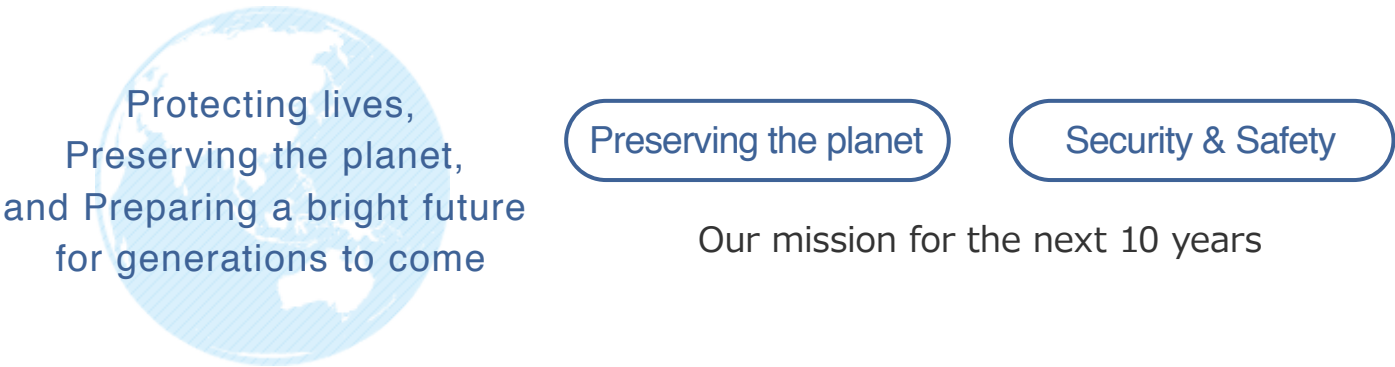 Protecting lives,
Preserving the planet,
and Preparing a bright future
for generations to come
Preserving the planet
Security & Safety
Our mission for the next 10 years